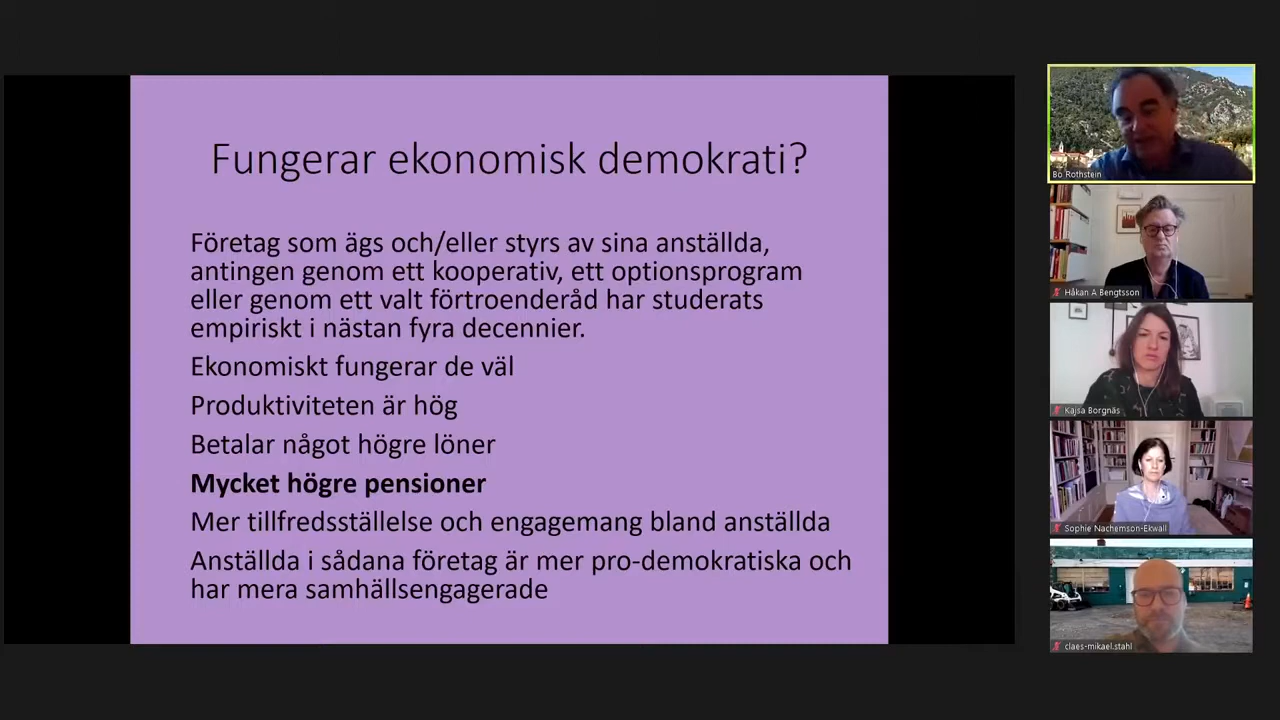 Fungerar ekonomisk demokrati?
Företag som ägs och/eller styrs av sina anställda,
antingen genom ett kooperativ, ett optionsprogram
eller genom ett valt förtroenderåd har studerats
empiriskt i nästan fyra decennier.
Ekonomiskt fungerar de väl
Produktiviteten är hög
Betalar något högre löner
Mycket högre pensioner
Mer tillfredsställelse och engagemang bland anställda
Anställda i sådana företag är mer pro-demokratiska och
har mera samhällsengagerade
Bo Rothstein
Håkan A Bengtsson
Kajsa Borgnäs
Sophie Nachemson-Ekwall
claes-mikael.stahl